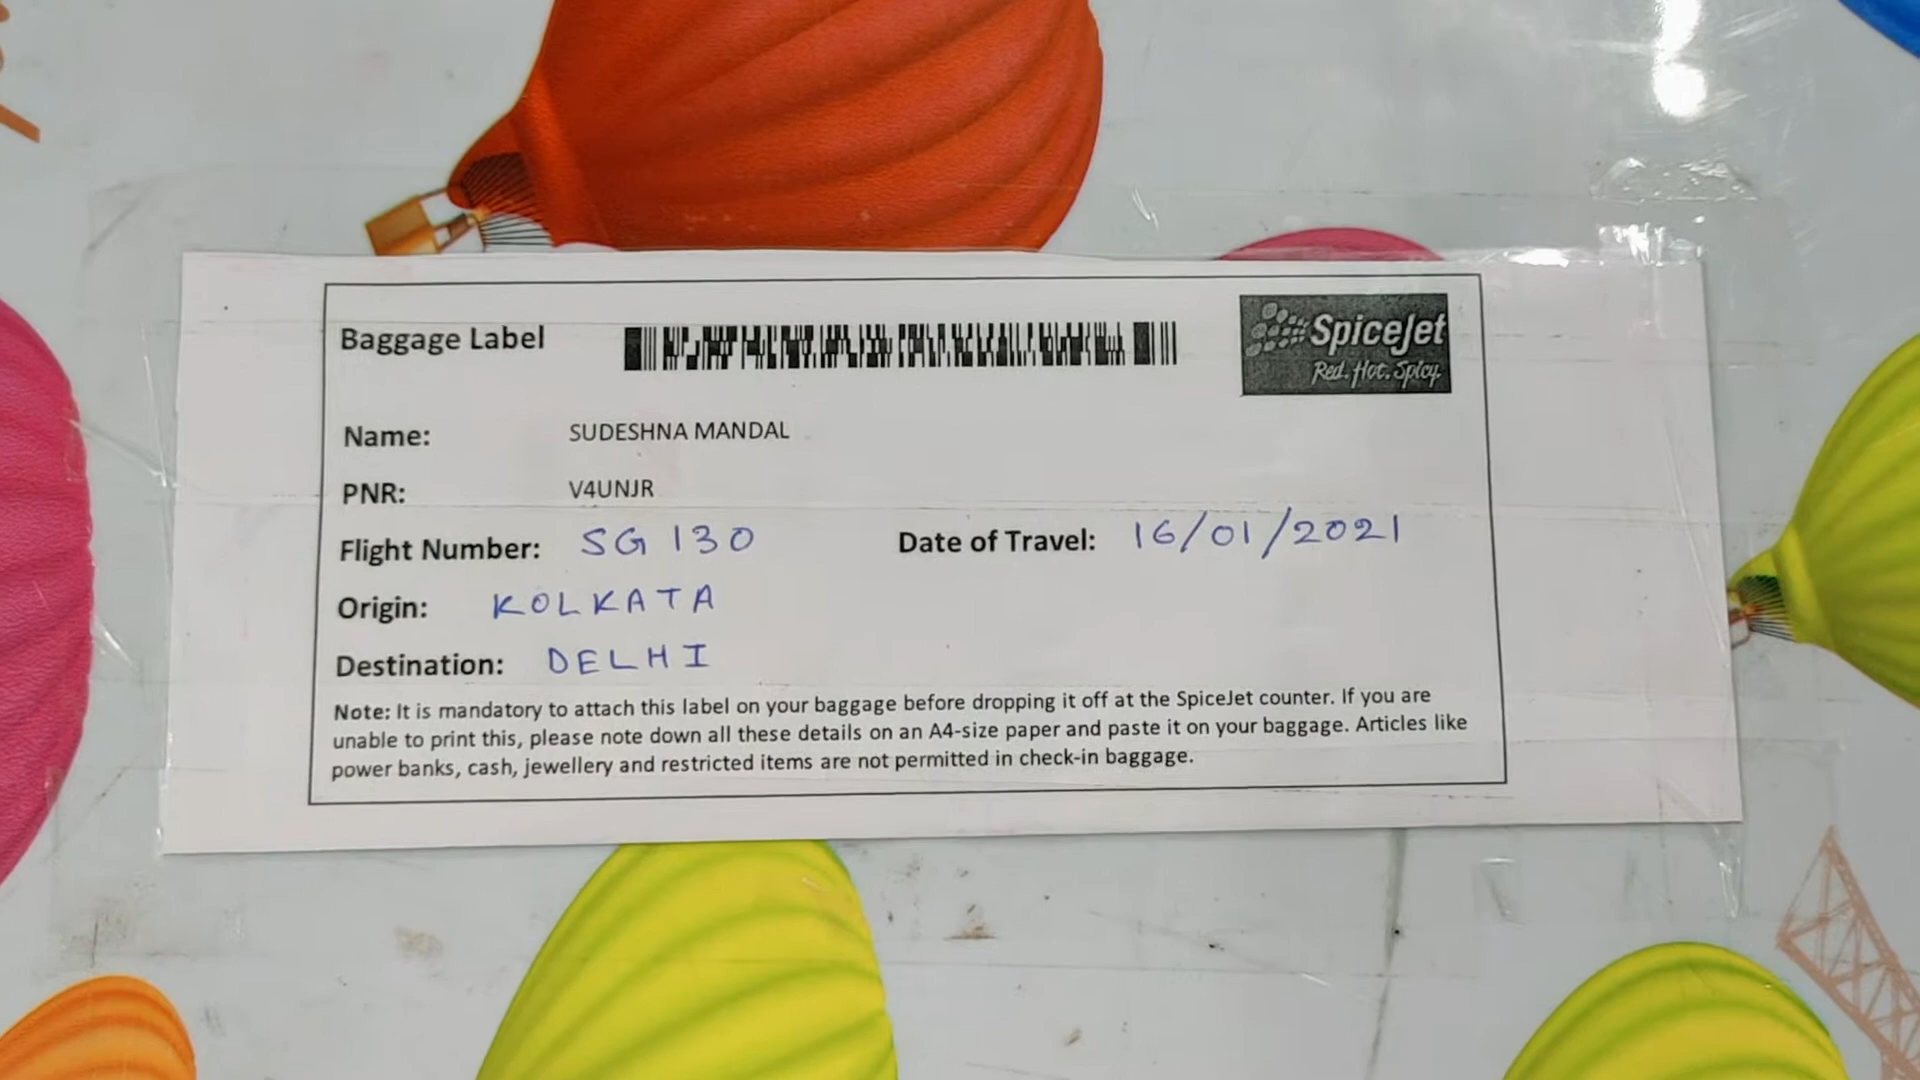 Baggage Label
SpiceJet
Red. Hot. Spicy.
Name: SUDESHNA MANDAL
PNR: V4UNJR
Flight Number: SG 130 Date of Travel: 16/01/2021
Origin: KOLKATA
Destination: DELHI
Note: It is mandatory to attach this label on your baggage before dropping it off at the SpiceJet counter. If you are
unable to print this, please note down all these details on an A4-size paper and paste it on your baggage. Articles like
power banks, cash, jewellery and restricted items are not permitted in check-in baggage.